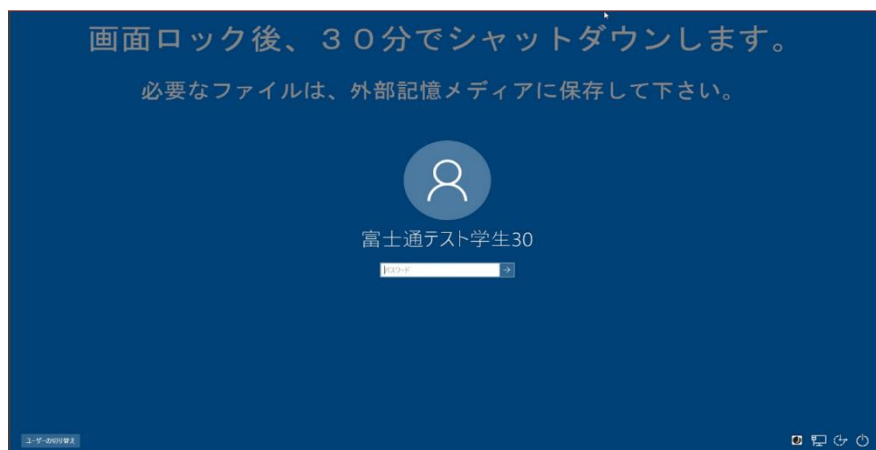 画面ロック後、３０分でシャットダウンします。
必要なファイルは、外部記憶メディアに保存して下さい。
富士通テスト学生30
パスワード
ユーザーの切り替え